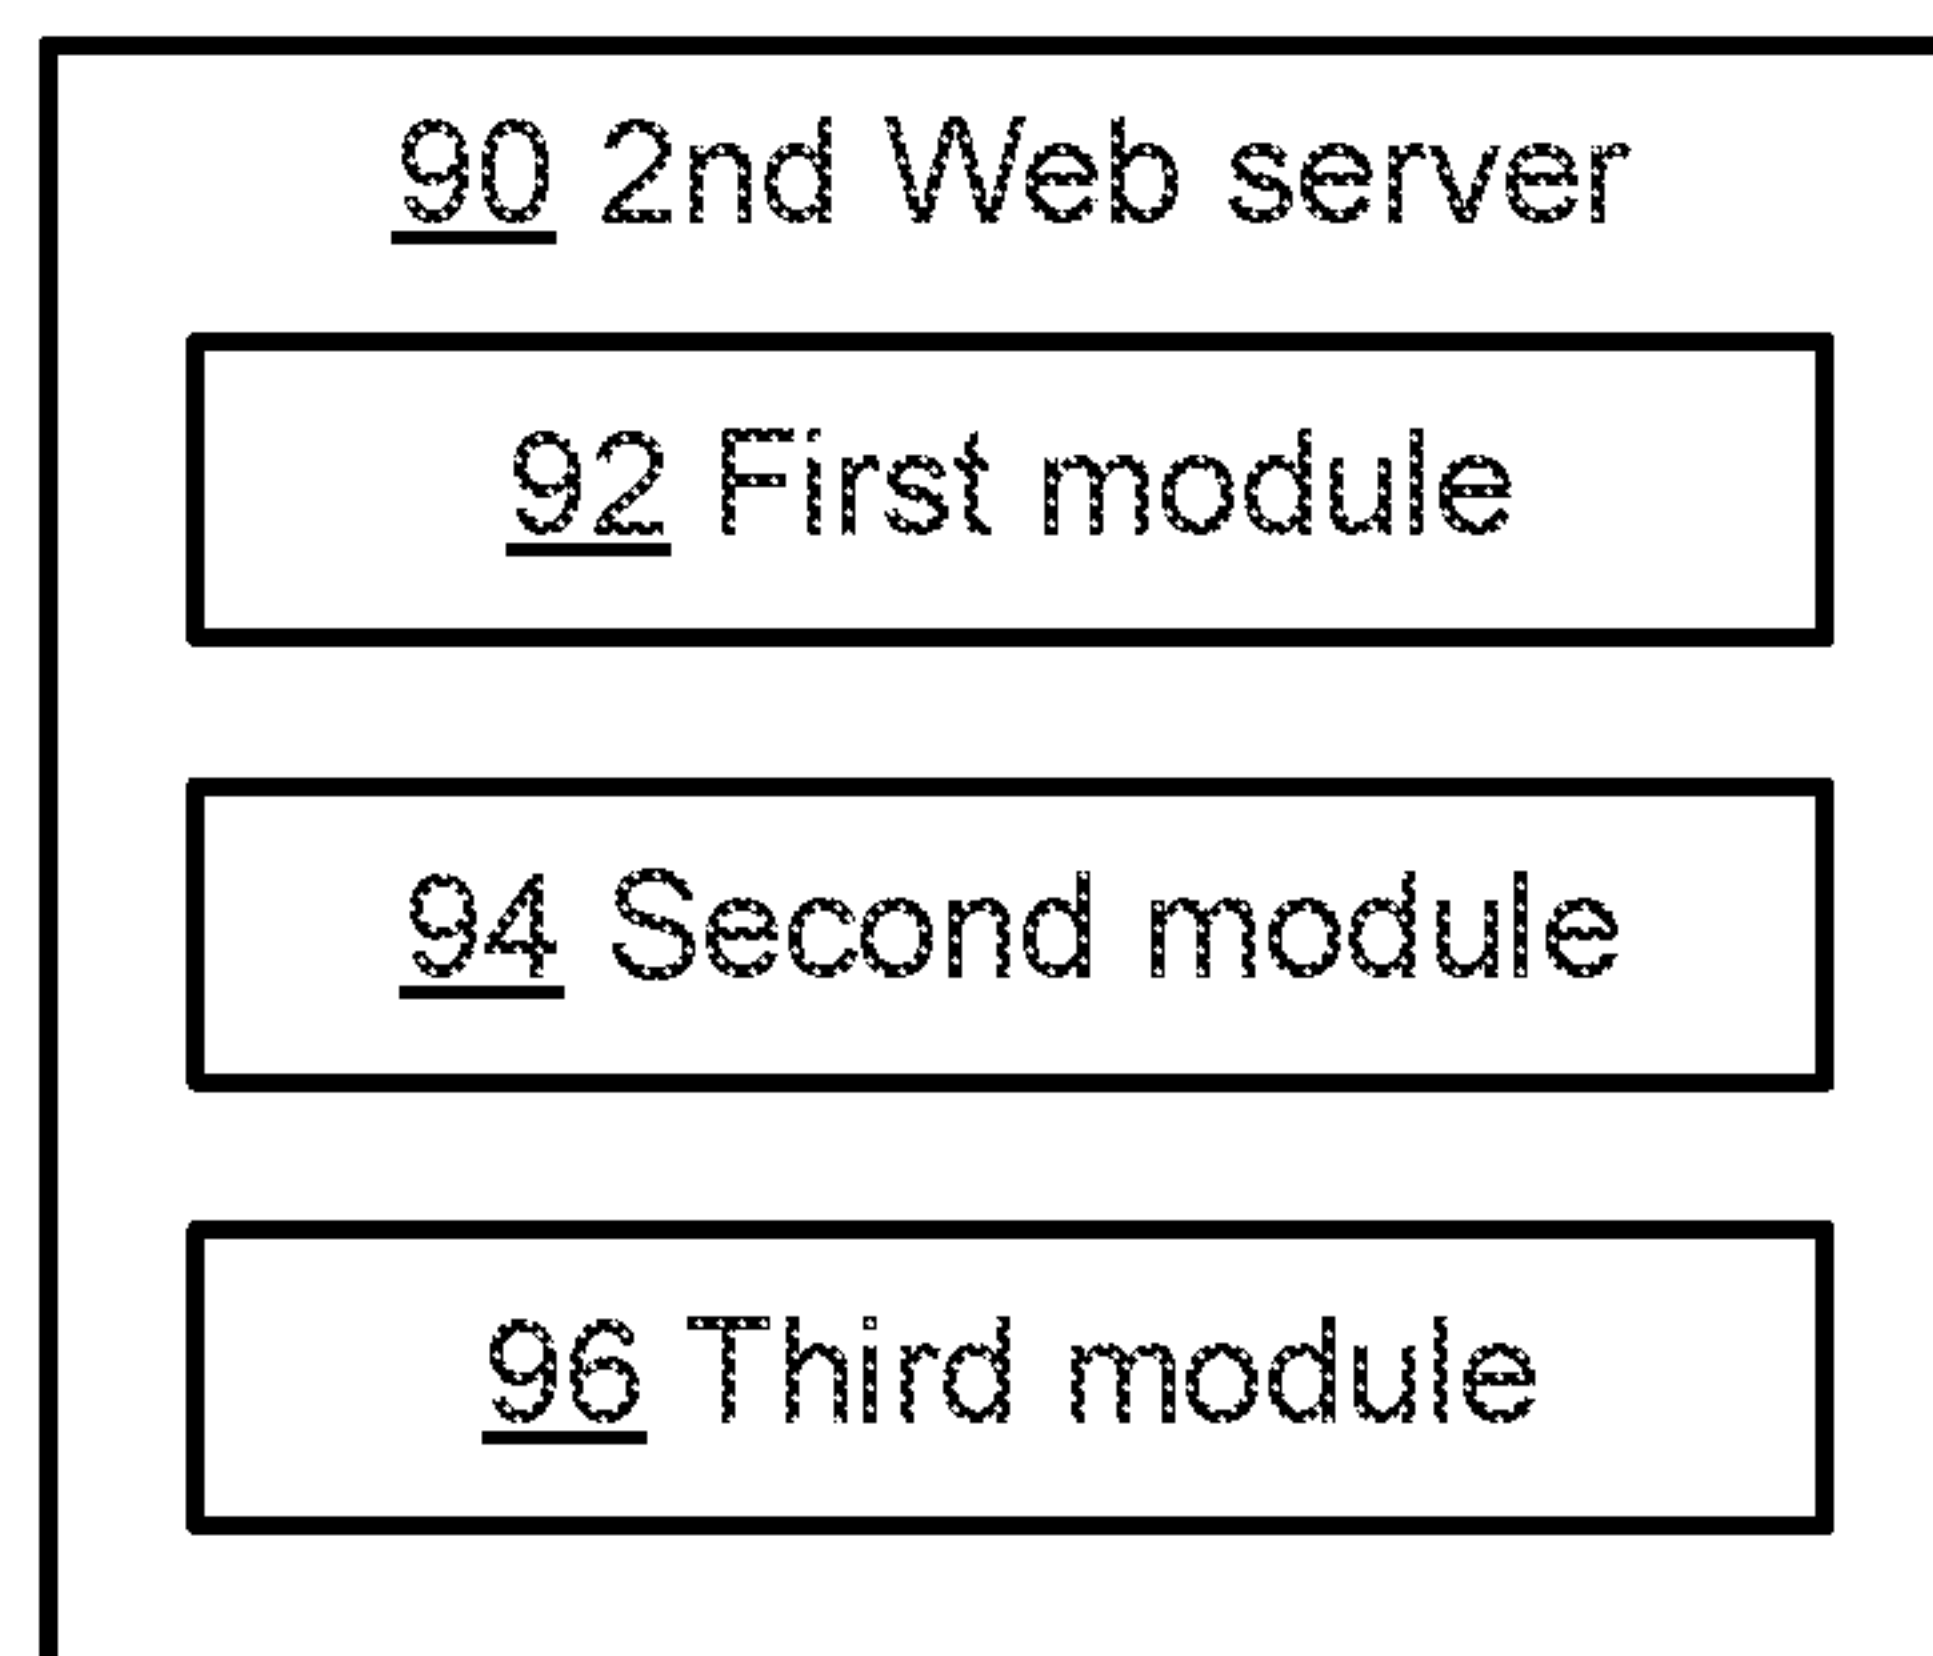 90 2nd Web server
92 First module
94 Second module
96 Third module